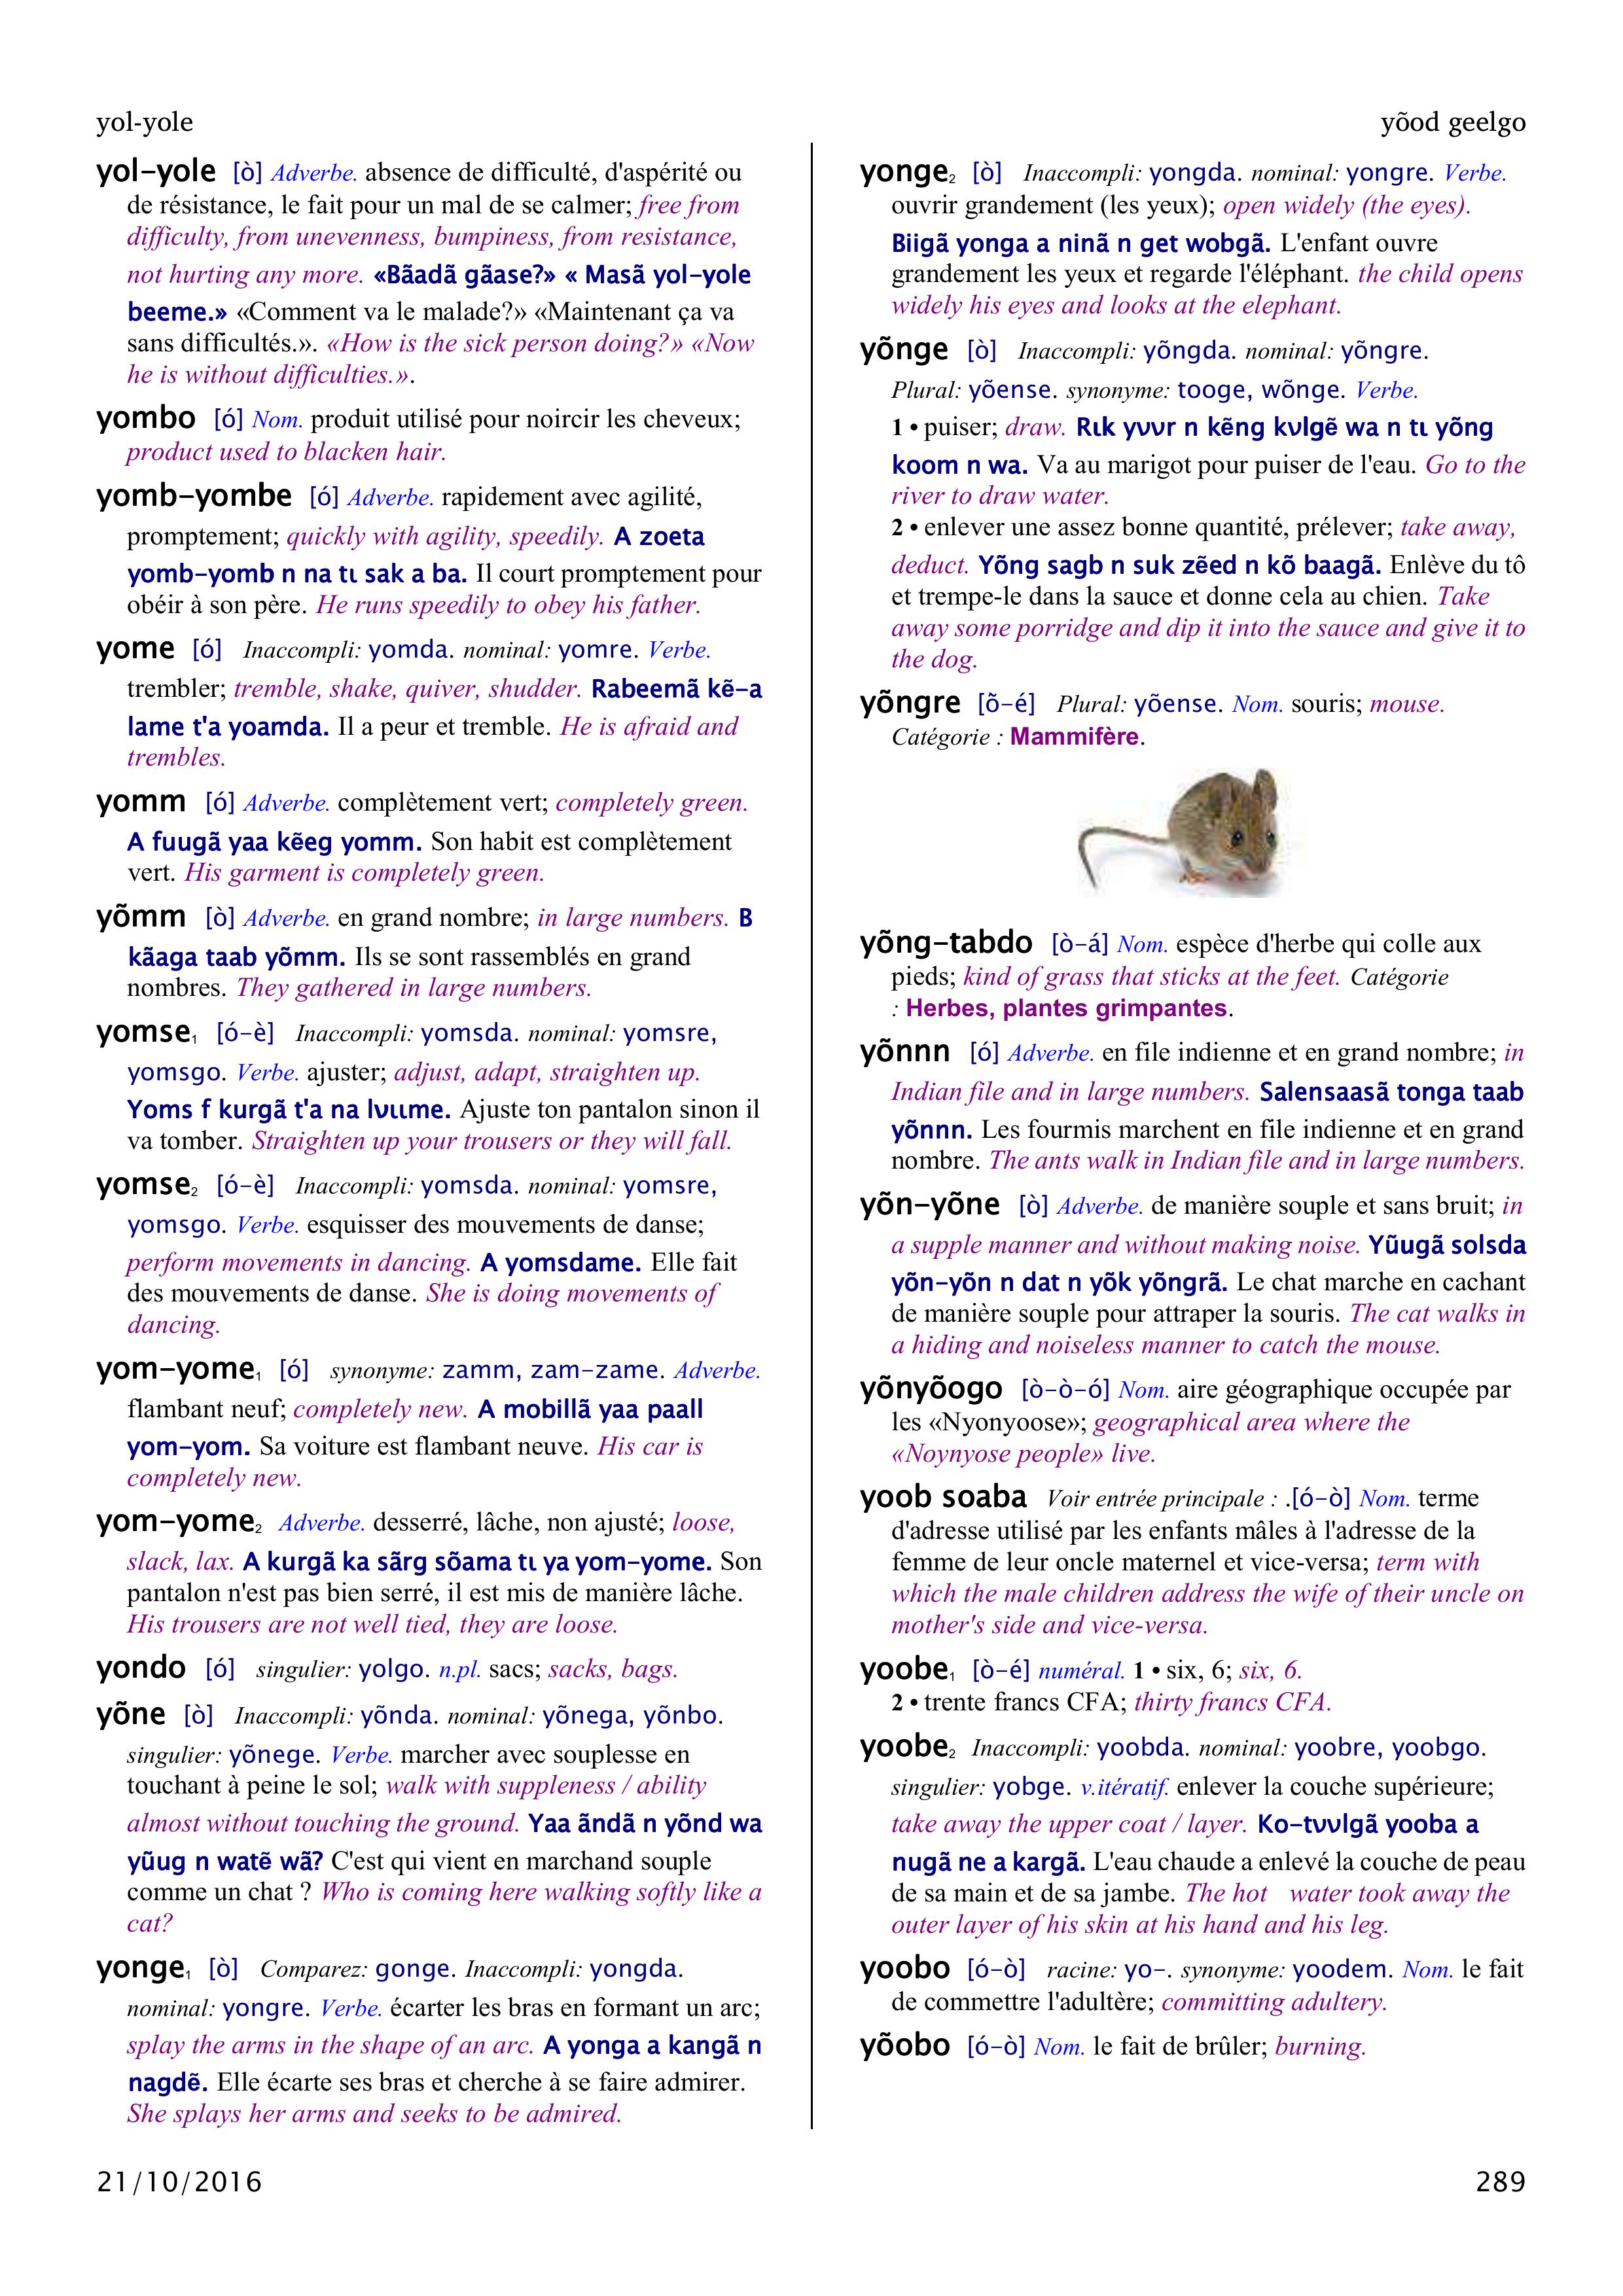 yol-yole
yõod geelgo
yol-yole [ò] Adverbe. absence de difficulté, d'aspérité ou
de résistance, le fait pour un mal de se calmer; free from
difficulty, from unevenness, bumpiness, from resistance,
not hurting any more. «Bãadã gãase?» « Masã yol-yole
beeme.» «Comment va le malade?» «Maintenant ça va
sans difficultés.». «How is the sick person doing?» «Now
he is without difficulties.».
yombo [ó] Nom. produit utilisé pour noircir les cheveux;
product used to blacken hair.
yomb-yombe [ó] Adverbe. rapidement avec agilité,
promptement; quickly with agility, speedily. A zoeta
yomb-yomb n na tɩ sak a ba. Il court promptement pour
obéir à son père. He runs speedily to obey his father.
yome [ó] Inaccompli: yomda. nominal: yomre. Verbe.
trembler; tremble, shake, quiver, shudder. Rabeemã kẽ-a
lame t'a yoamda. Il a peur et tremble. He is afraid and
trembles.
yomm [ó] Adverbe. complètement vert; completely green.
A fuugã yaa kẽeg yomm. Son habit est complètement
vert. His garment is completely green.
yõmm [ò] Adverbe. en grand nombre; in large numbers. B
kãaga taab yõmm. Ils se sont rassemblés en grand
nombres. They gathered in large numbers.
yomse₁ [ó-è] Inaccompli: yomsda. nominal: yomsre,
yomsgo. Verbe. ajuster; adjust, adapt, straighten up.
Yoms f kurgã t'a na lʋɩɩme. Ajuste ton pantalon sinon il
va tomber. Straighten up your trousers or they will fall.
yomse₂ [ó-è] Inaccompli: yomsda. nominal: yomsre,
yomsgo. Verbe. esquisser des mouvements de danse;
perform movements in dancing. A yomsdame. Elle fait
des mouvements de danse. She is doing movements of
dancing.
yom-yome₁ [ó] synonyme: zamm, zam-zame. Adverbe.
flambant neuf; completely new. A mobillã yaa paall
yom-yom. Sa voiture est flambant neuve. His car is
completely new.
yom-yome₂ Adverbe. desserré, lâche, non ajusté; loose,
slack, lax. A kurgã ka sãrg sõama tɩ ya yom-yome. Son
pantalon n'est pas bien serré, il est mis de manière lâche.
His trousers are not well tied, they are loose.
yondo [ó] singulier: yolgo. n.pl. sacs; sacks, bags.
yõne [ò] Inaccompli: yõnda. nominal: yõnega, yõnbo.
singulier: yõnege. Verbe. marcher avec souplesse en
touchant à peine le sol; walk with suppleness / ability
almost without touching the ground. Yaa ãndã n yõnd wa
yũug n watẽ wã? C'est qui vient en marchand souple
comme un chat ? Who is coming here walking softly like a
cat?
yonge₁ [ò] Comparez: gonge. Inaccompli: yongda.
nominal: yongre. Verbe. écarter les bras en formant un arc;
splay the arms in the shape of an arc. A yonga a kangã n
nagdẽ. Elle écarte ses bras et cherche à se faire admirer.
She splays her arms and seeks to be admired.
yonge₂ [ò] Inaccompli: yongda. nominal: yongre. Verbe.
ouvrir grandement (les yeux); open widely (the eyes).
Biigã yonga a ninã n get wobgã. L'enfant ouvre
grandement les yeux et regarde l'éléphant. the child opens
widely his eyes and looks at the elephant.
yõnge [ò] Inaccompli: yõngda. nominal: yõngre.
Plural: yõense. synonyme: tooge, wõnge. Verbe.
1 • puiser; draw. Rɩk yʋʋr n kẽng kʋlgẽ wa n tɩ yõng
koom n wa. Va au marigot pour puiser de l'eau. Go to the
river to draw water.
2 • enlever une assez bonne quantité, prélever; take away,
deduct. Yõng sagb n suk zẽed n kõ baagã. Enlève du tô
et trempe-le dans la sauce et donne cela au chien. Take
away some porridge and dip it into the sauce and give it to
the dog.
yõngre [õ̀-é] Plural: yõense. Nom. souris; mouse.
Catégorie : Mammifère.
yõng-tabdo [ò-á] Nom. espèce d'herbe qui colle aux
pieds; kind of grass that sticks at the feet. Catégorie
: Herbes, plantes grimpantes.
yõnnn [ó] Adverbe. en file indienne et en grand nombre; in
Indian file and in large numbers. Salensaasã tonga taab
yõnnn. Les fourmis marchent en file indienne et en grand
nombre. The ants walk in Indian file and in large numbers.
yõn-yõne [ò] Adverbe. de manière souple et sans bruit; in
a supple manner and without making noise. Yũugã solsda
yõn-yõn n dat n yõk yõngrã. Le chat marche en cachant
de manière souple pour attraper la souris. The cat walks in
a hiding and noiseless manner to catch the mouse.
yõnyõogo [ò-ò-ó] Nom. aire géographique occupée par
les «Nyonyoose»; geographical area where the
«Noynyose people» live.
yoob soaba Voir entrée principale : .[ó-ò] Nom. terme
d'adresse utilisé par les enfants mâles à l'adresse de la
femme de leur oncle maternel et vice-versa; term with
which the male children address the wife of their uncle on
mother's side and vice-versa.
yoobe₁ [ò-é] numéral. 1 • six, 6; six, 6.
2 • trente francs CFA; thirty francs CFA.
yoobe₂ Inaccompli: yoobda. nominal: yoobre, yoobgo.
singulier: yobge. v.itératif. enlever la couche supérieure;
take away the upper coat / layer. Ko-tʋʋlgã yooba a
nugã ne a kargã. L'eau chaude a enlevé la couche de peau
de sa main et de sa jambe. The hot water took away the
outer layer of his skin at his hand and his leg.
yoobo [ó-ò] racine: yo-. synonyme: yoodem. Nom. le fait
de commettre l'adultère; committing adultery.
yõobo [ó-ò] Nom. le fait de brûler; burning.
21/10/2016
289